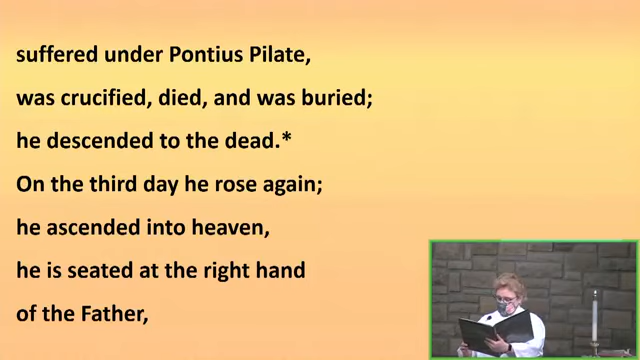 suffered under Pontius Pilate,
was crucified, died, and was buried;
he descended to the dead.*
On the third day he rose again;
he ascended into heaven,
he is seated at the right hand
of the Father,